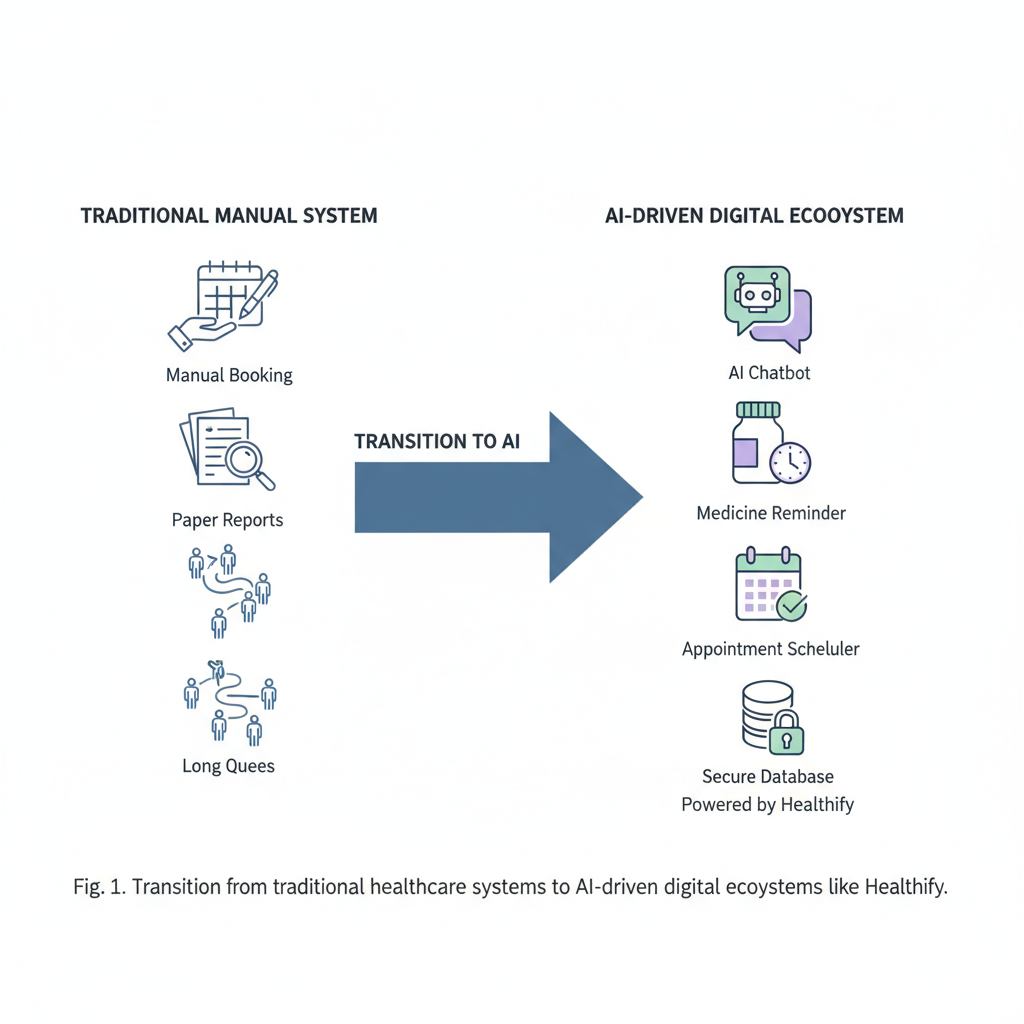 TRADITIONAL MANUAL SYSTEM
Manual Booking
Paper Reports
Long Quees
TRANSITION TO AI
AI-DRIVEN DIGITAL ECOOYSTEM
AI Chatbot
Medicine Reminder
Appointment Scheluler
Secure Database
Powered by Healthify
Fig. 1. Transition from traditional healthcare systems to AI-driven digital ecoystems like Healthify.